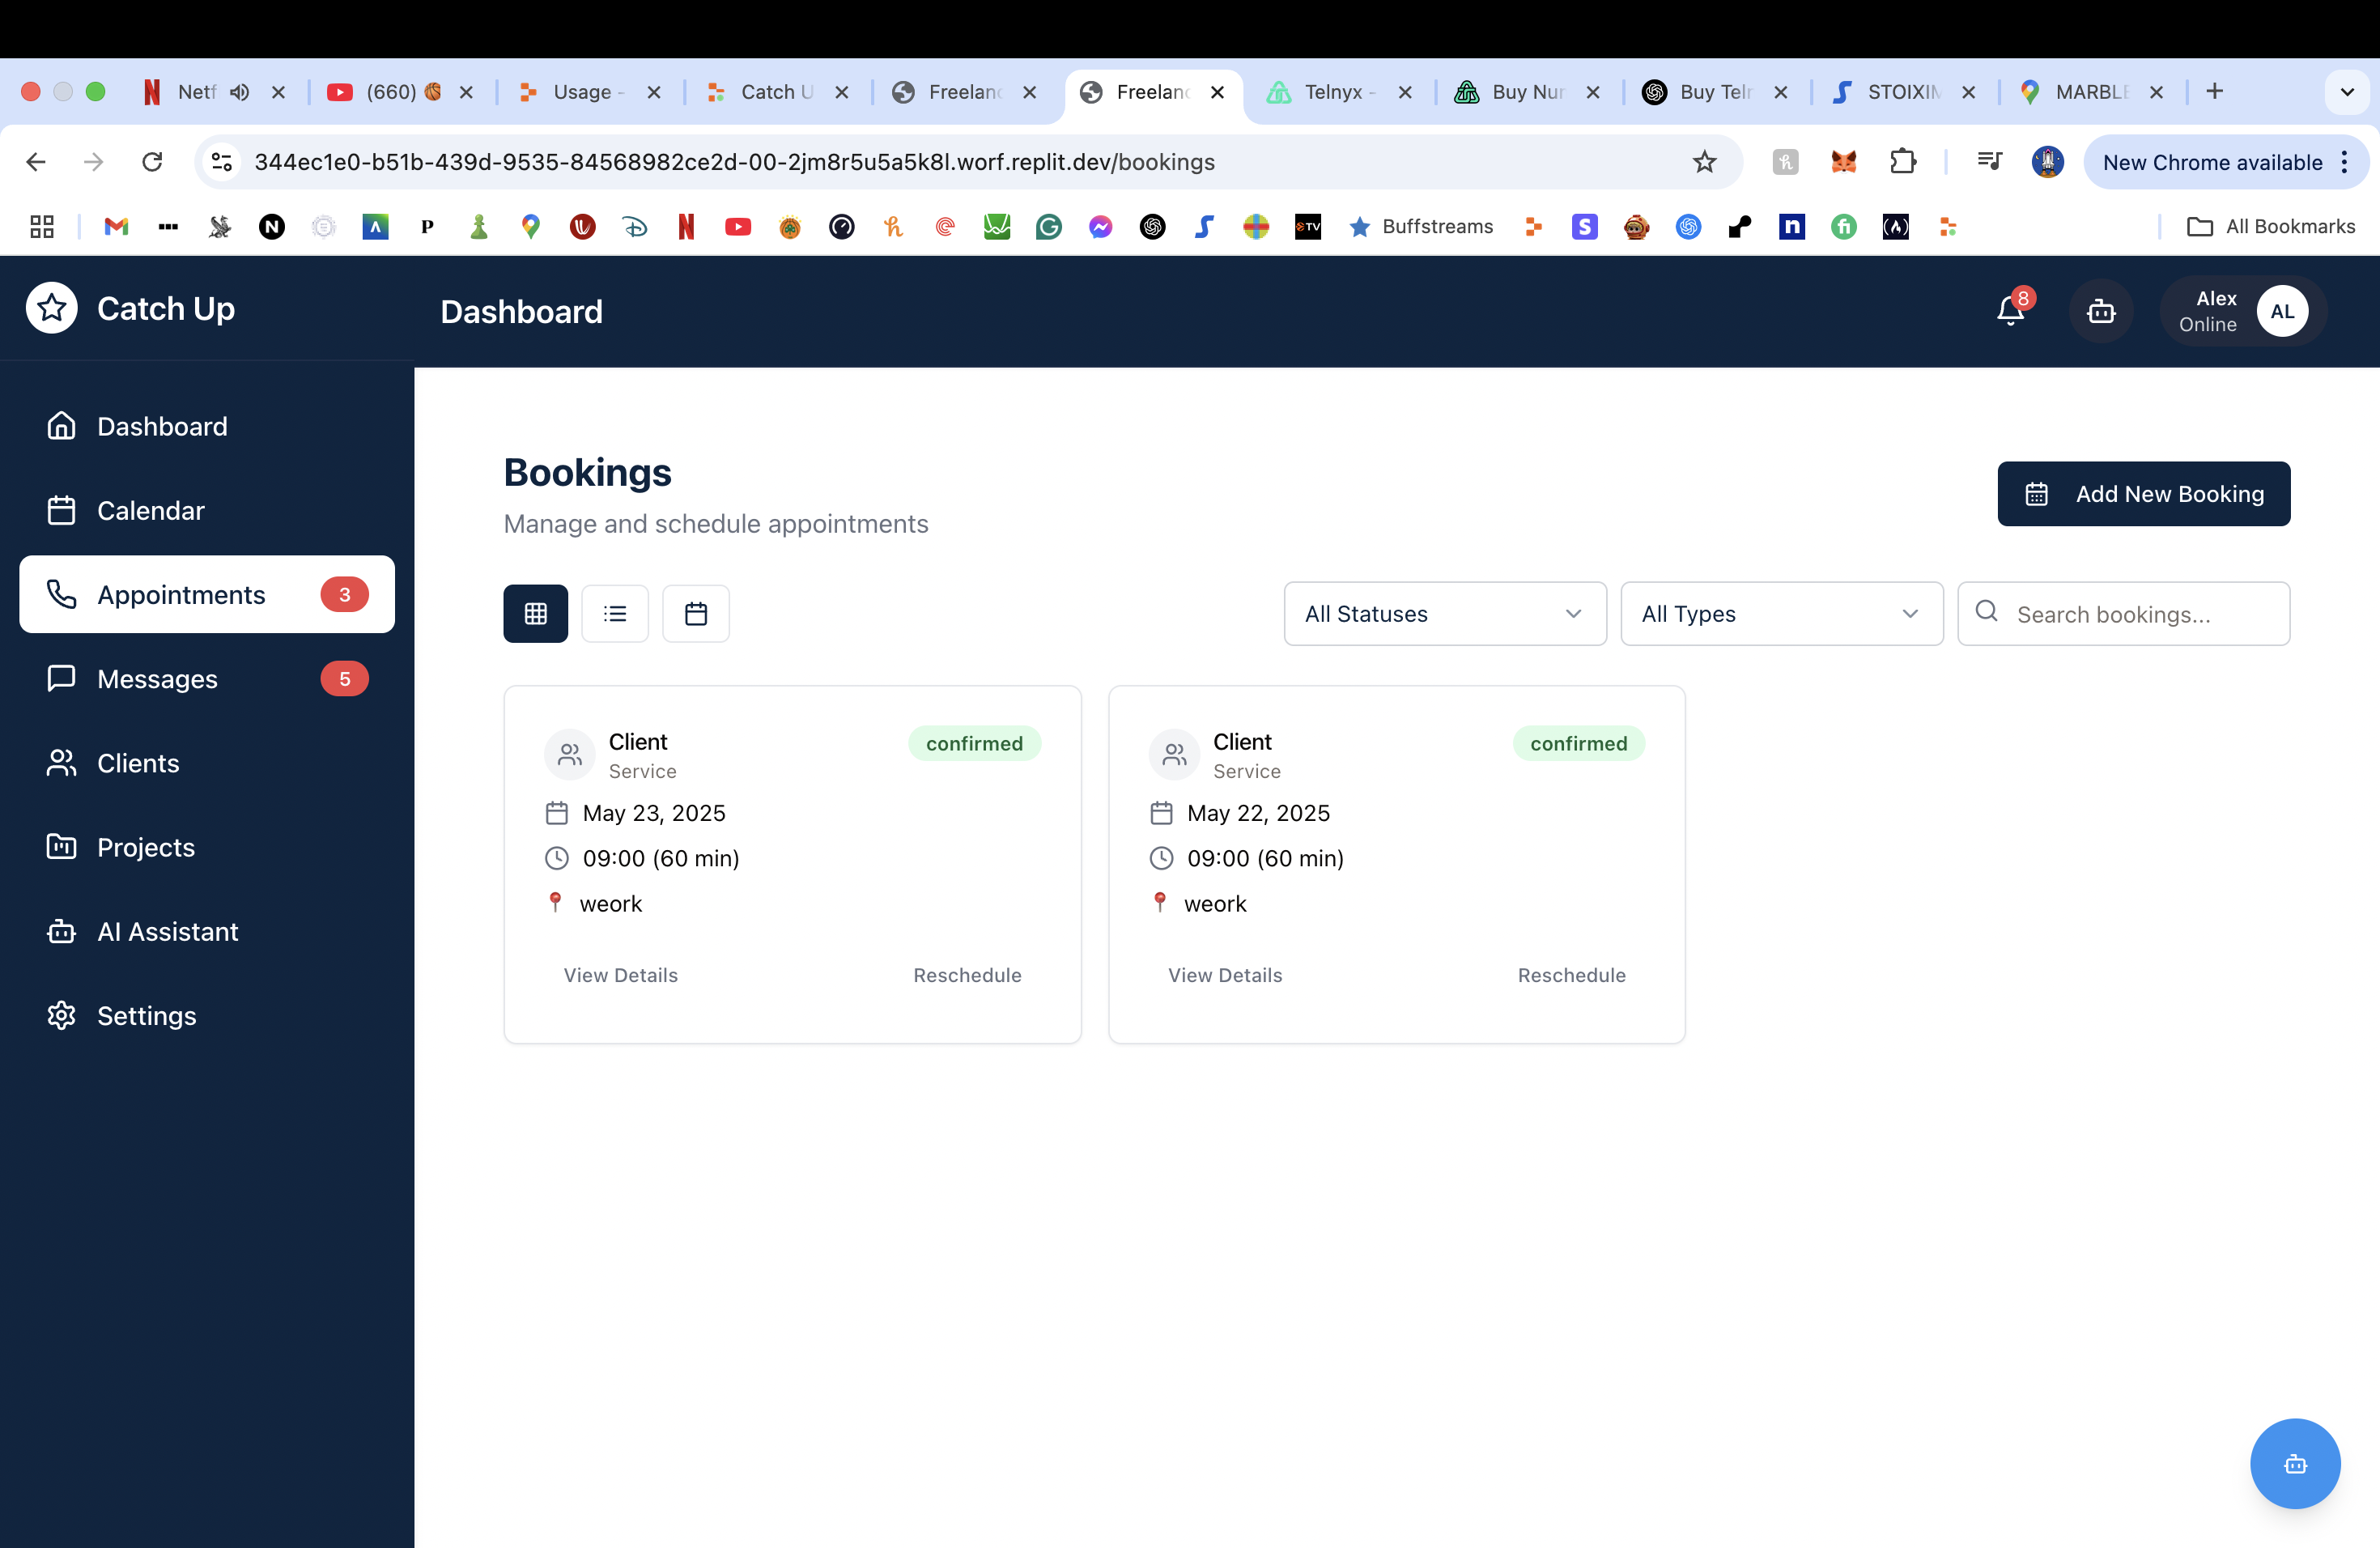 Netf
(660)
Usage -
Catch U
Freelanc
Freelanc
Telnyx -
Buy Nur
Buy Teln
STOIXIM
MARBLE
344ec1e0-b51b-439d-9535-84568982ce2d-00-2jm8r5u5a5k8l.worf.replit.dev/bookings
New Chrome available
Buffstreams
All Bookmarks
Catch Up
Dashboard
8
Alex
Online
AL
Dashboard
Calendar
Appointments 3
Messages 5
Clients
Projects
AI Assistant
Settings
Bookings
Manage and schedule appointments
Add New Booking
All Statuses
All Types
Search bookings...
Client
Service
confirmed
May 23, 2025
09:00 (60 min)
weork
View Details
Reschedule
Client
Service
confirmed
May 22, 2025
09:00 (60 min)
weork
View Details
Reschedule